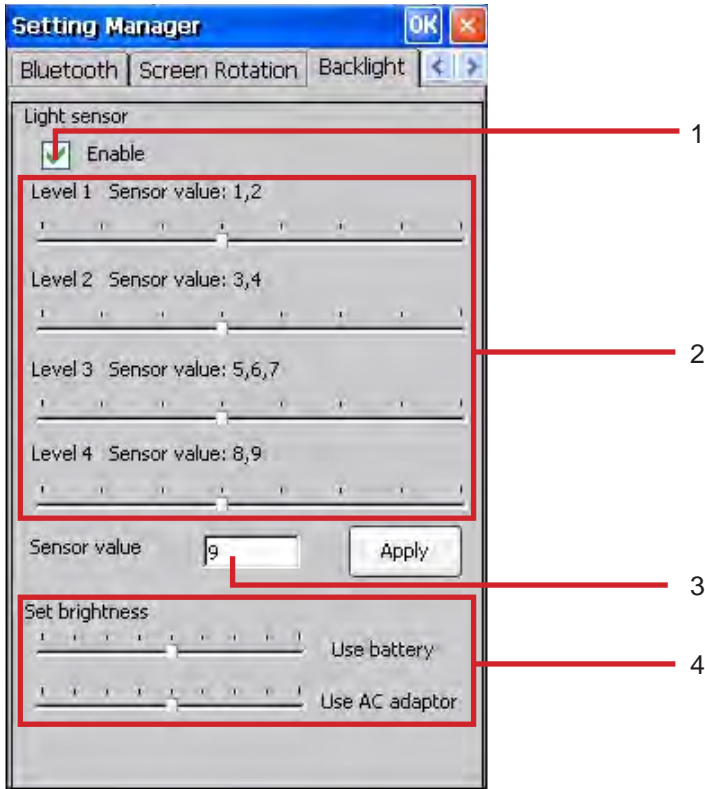 Setting Manager OK
Bluetooth Screen Rotation Backlight
Light sensor
1
Enable
Level 1 Sensor value: 1,2
Level 2 Sensor value: 3,4
2
Level 3 Sensor value: 5,6,7
Level 4 Sensor value: 8,9
Sensor value 9 Apply
3
Set brightness
Use battery
4
Use AC adaptor